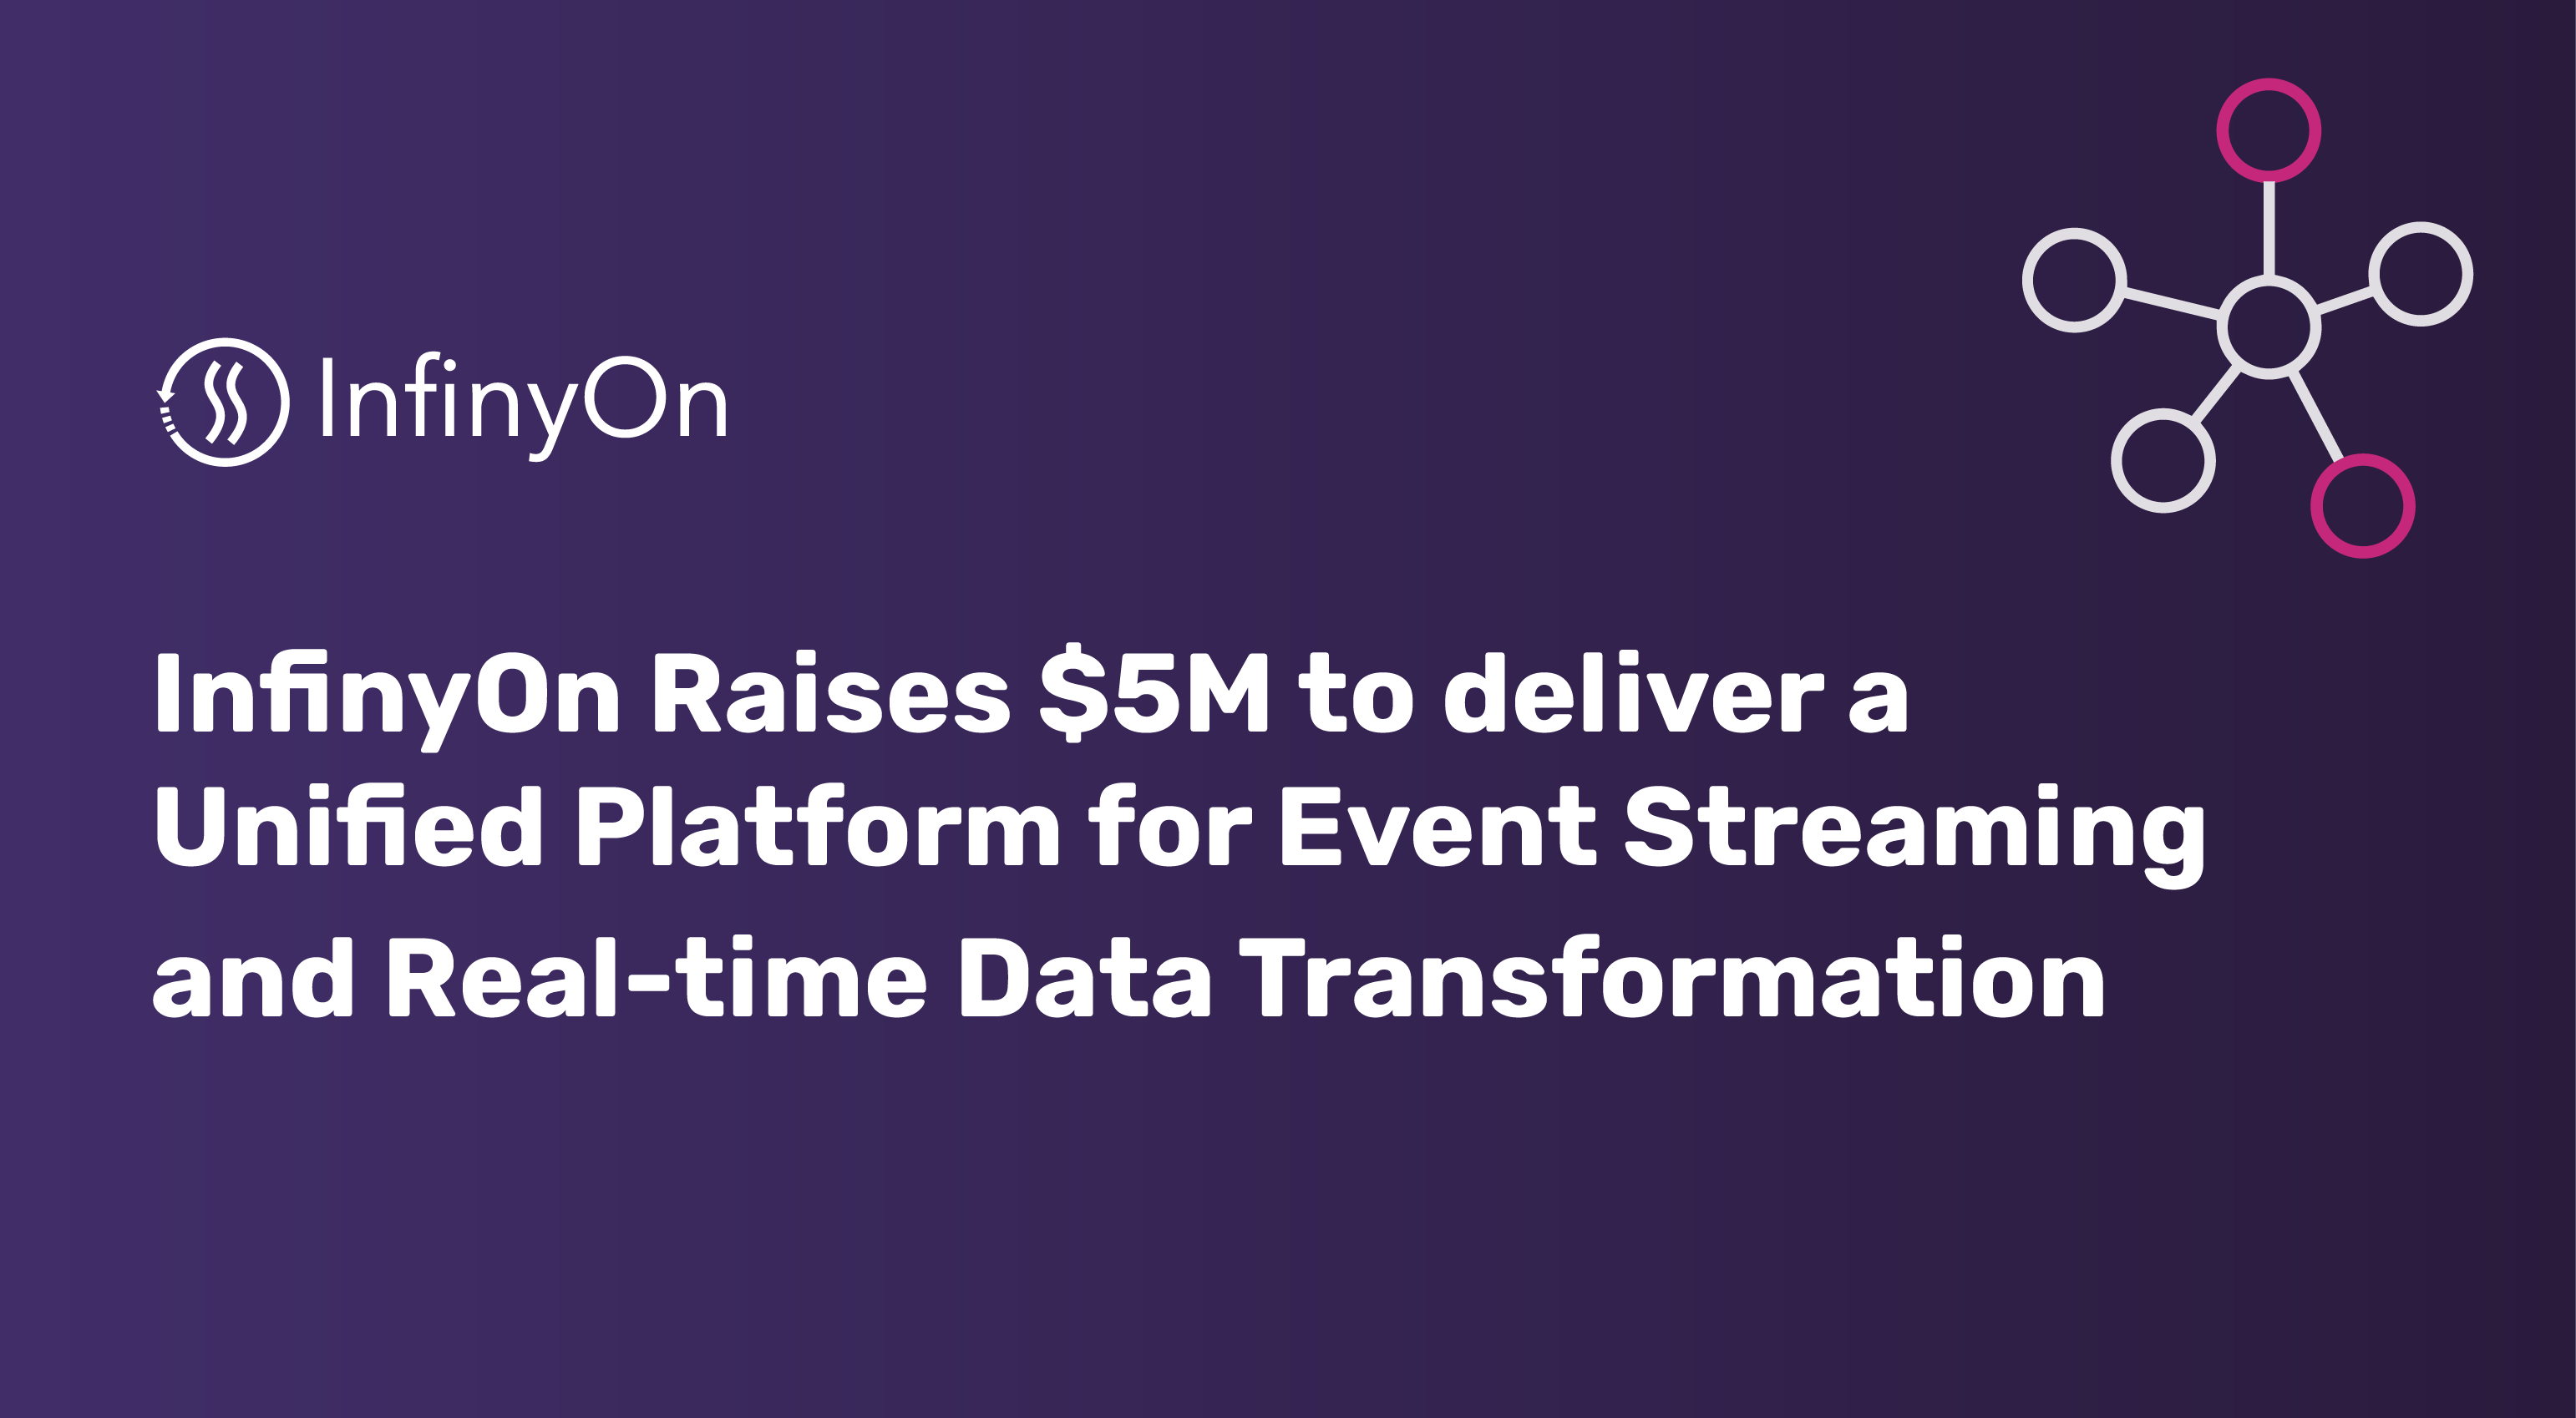 InfinyOn
InfinyOn Raises $5M to deliver a
Unified Platform for Event Streaming
and Real-time Data Transformation